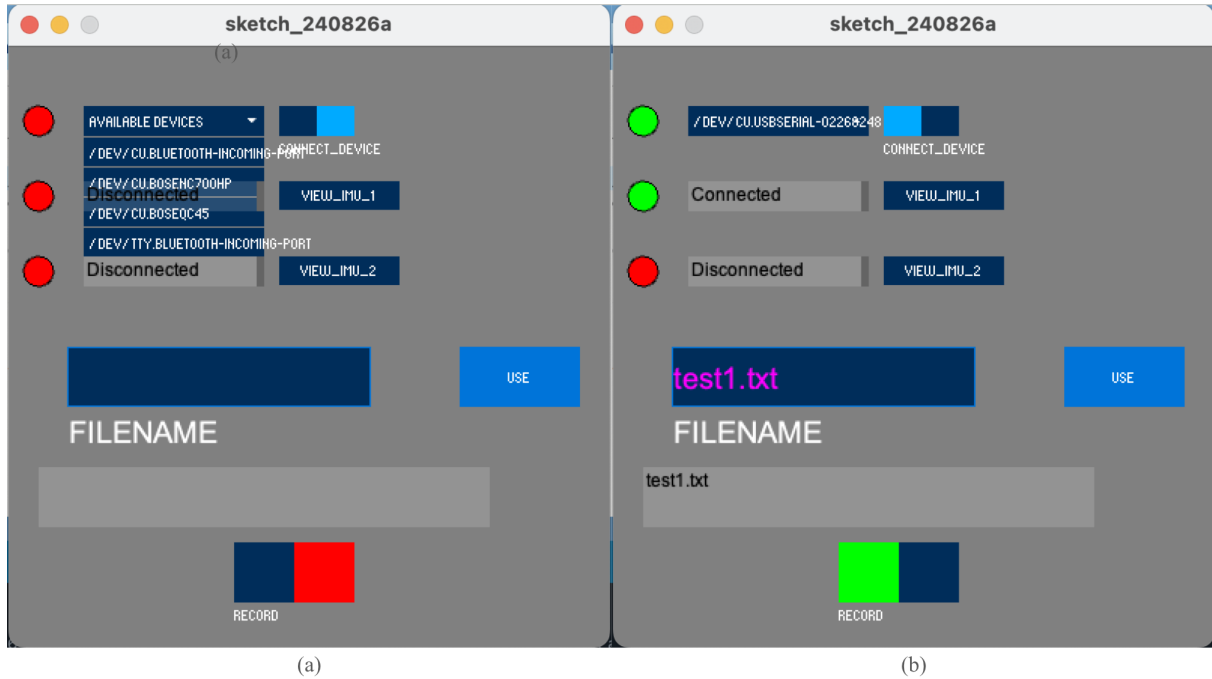 sketch_240826a
(a)
AVAILABLE DEVICES
/DEV/CU.BLUETOOTH-INCOMING-PORT
CONNECT_DEVICE
/DEV/CU.BOSENC700HP
Disconnected
VIEW_IMU_1
/DEV/CU.BOSEQC45
/DEV/TTY.BLUETOOTH-INCOMING-PORT
Disconnected
VIEW_IMU_2
USE
FILENAME
RECORD
(a)
sketch_240826a
/DEV/CU.USBSERIAL-02260248
CONNECT_DEVICE
Connected
VIEW_IMU_1
Disconnected
VIEW_IMU_2
test1.txt
USE
FILENAME
test1.txt
RECORD
(b)